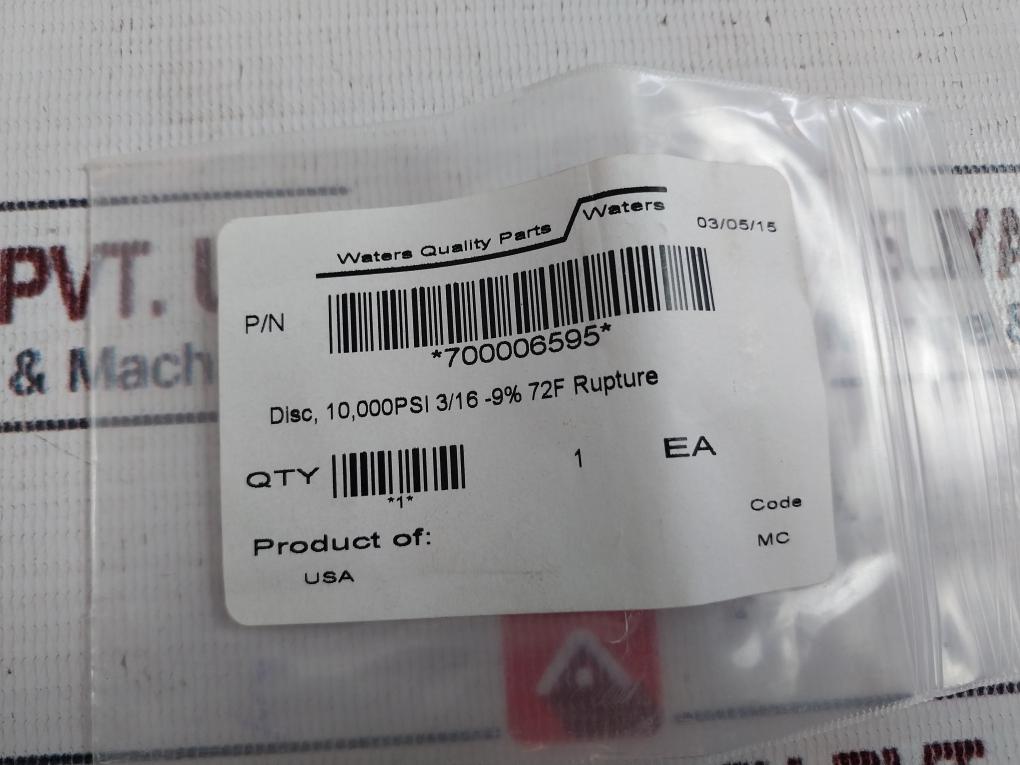 Waters Quality Parts Waters 03/05/15
P/N
*700006595*
Disc, 10,000PSI 3/16 -9% 72F Rupture
QTY 1 EA
*1*
Code
Product of: MC
USA
PVT.
& Mach